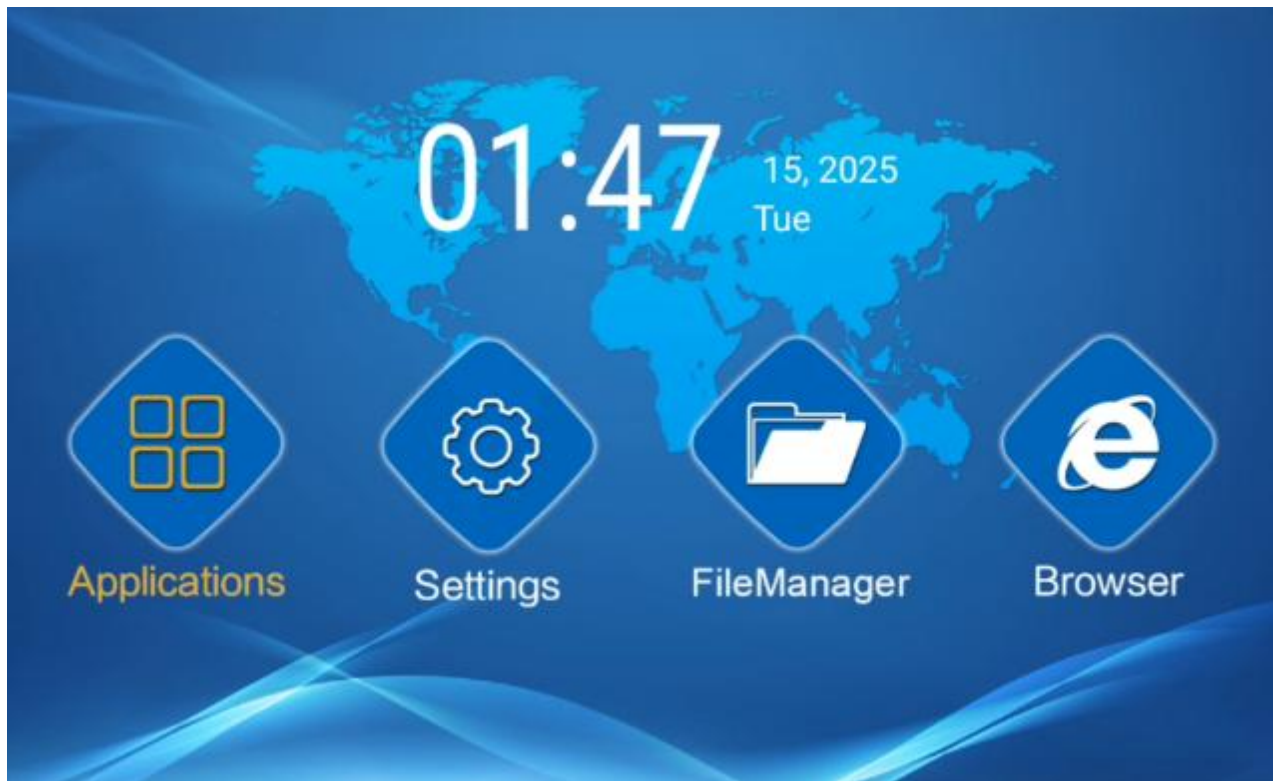 01:47
15, 2025
Tue
Applications
Settings
FileManager
Browser